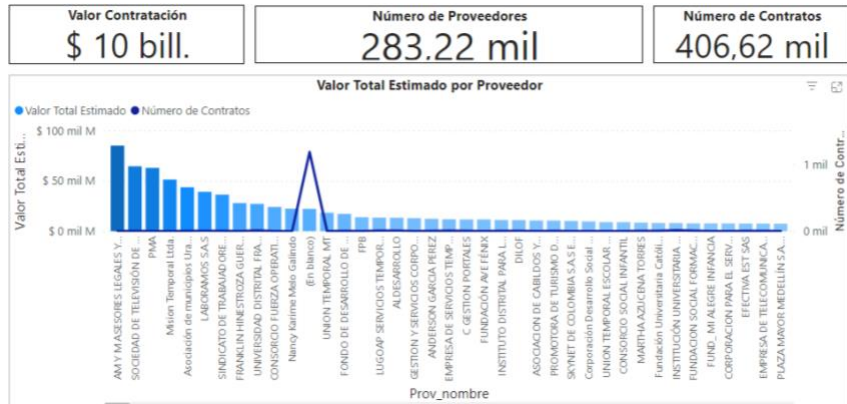 Valor Contratación
$ 10 bill.
Número de Proveedores
283,22 mil
Número de Contratos
406,62 mil
Valor Total Estimado por Proveedor
Valor Total Estimado
Número de Contratos
Valor Total Esti...
$ 100 mil M
$ 50 mil M
$ 0 mil M
1 mil
0 mil
Número de Contr...
AM Y M ASESORES LEGALES Y...
SOCIEDAD DE TELEVISIÓN DE ...
PMA
Mision Temporal Ltda.
Asociación de municipios Ura...
LABORAMOS S.A.S
SINDICATO DE TRABAJADORE...
FRANKLIN HINESTROZA GUER...
UNIVERSIDAD DISTRITAL FRA...
CONSORCIO FUERZA OPERATI...
Nancy Karime Melo Galindo
(En blanco)
UNION TEMPORAL MT
FONDO DE DESARROLLO DE ...
FPB
LUGOAP SERVICIOS TEMPOR...
ALDESARROLLO
GESTION Y SERVICIOS CORPO...
ANDERSON GARCIA PEREZ
EMPRESA DE SERVICIOS TEMP...
C GESTION PORTALES
FUNDACIÓN AVE FÉNIX
INSTITUTO DISTRITAL PARA L...
DILOF
ASOCIACION DE CABILDOS Y...
PROMOTORA DE TURISMO D...
SKYNET DE COLOMBIA S.A.S E...
Corporación Desarrollo Social ...
UNION TEMPORAL ESCOLAR ...
CONSORCIO SOCIAL INFANTIL
MARTHA AZUCENA TORRES
Fundación Universitaria Católi...
INSTITUCIÓN UNIVERSITARIA ...
FUNDACION SOCIAL FORMAC...
FUND_ MI ALEGRE INFANCIA
CORPORACION PARA EL SERV...
EFECTIVA EST SAS
EMPRESA DE TELECOMUNICA...
PLAZA MAYOR MEDELLÍN S.A...
Prov_nombre